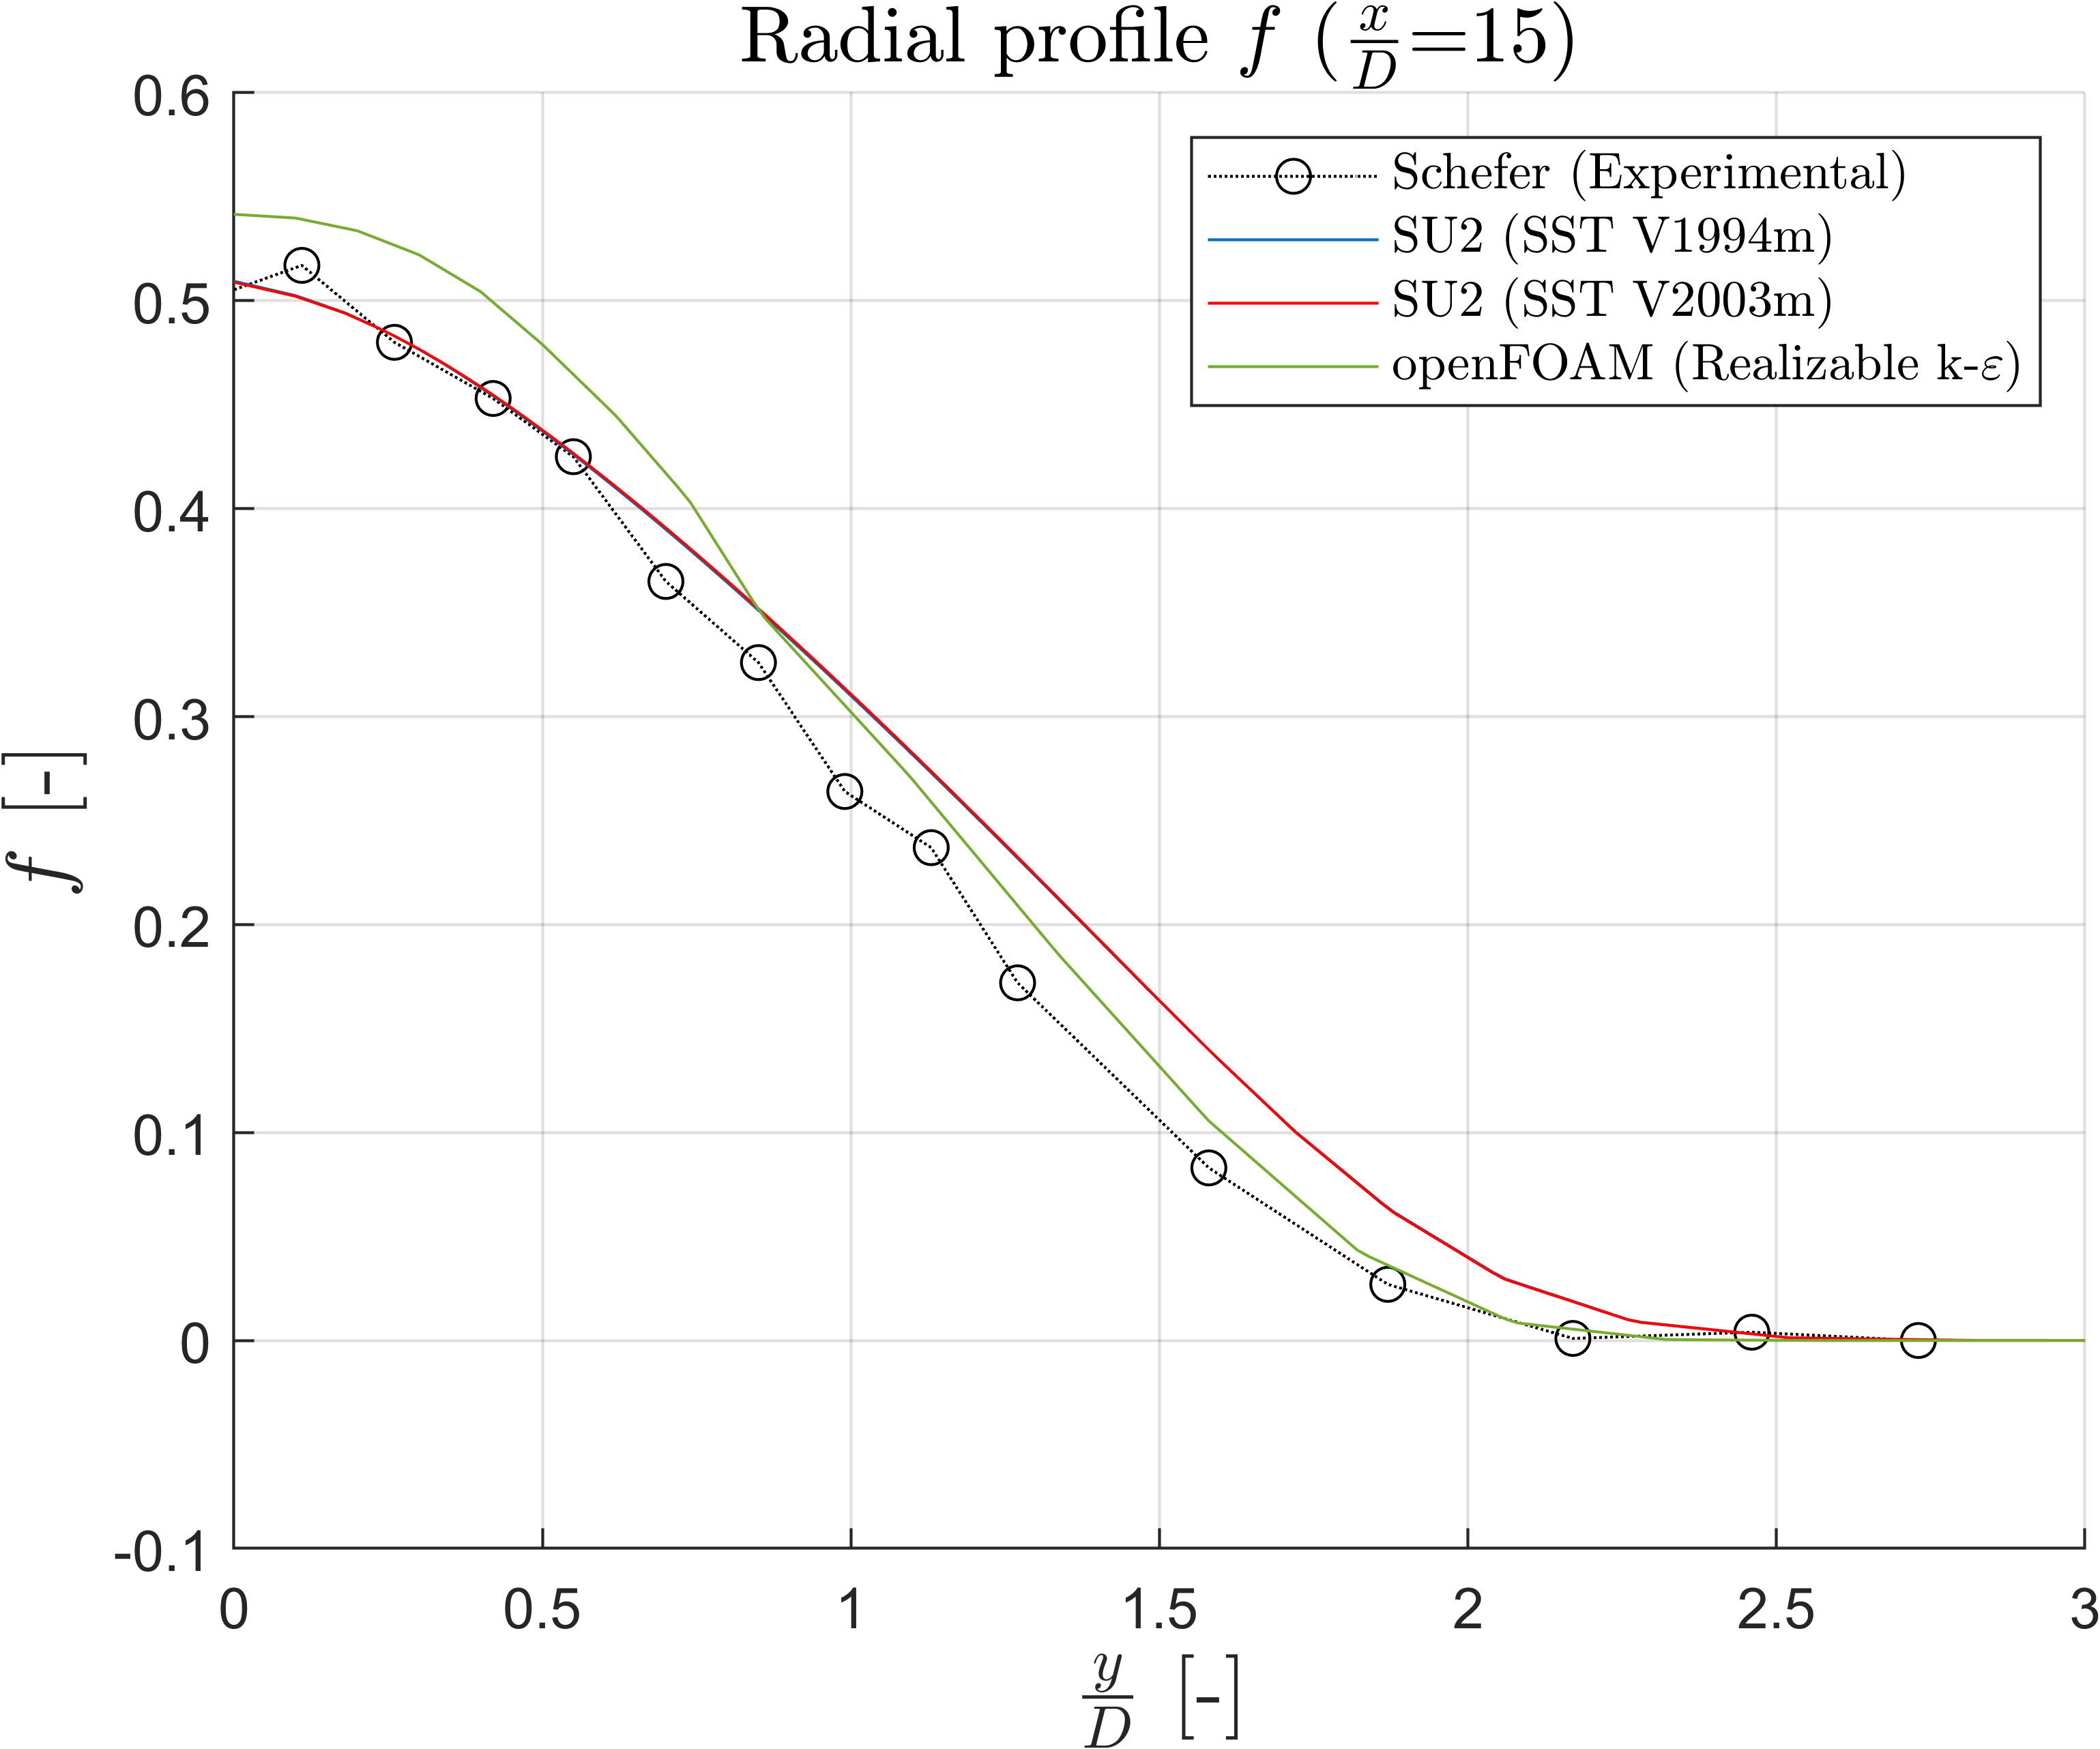 Radial profile f (x/D=15)
Schefer (Experimental)
SU2 (SST V1994m)
SU2 (SST V2003m)
openFOAM (Realizable k-ε)
f [-]
0.6
0.5
0.4
0.3
0.2
0.1
0
-0.1
0 0.5 1 1.5 2 2.5 3
y/D [-]